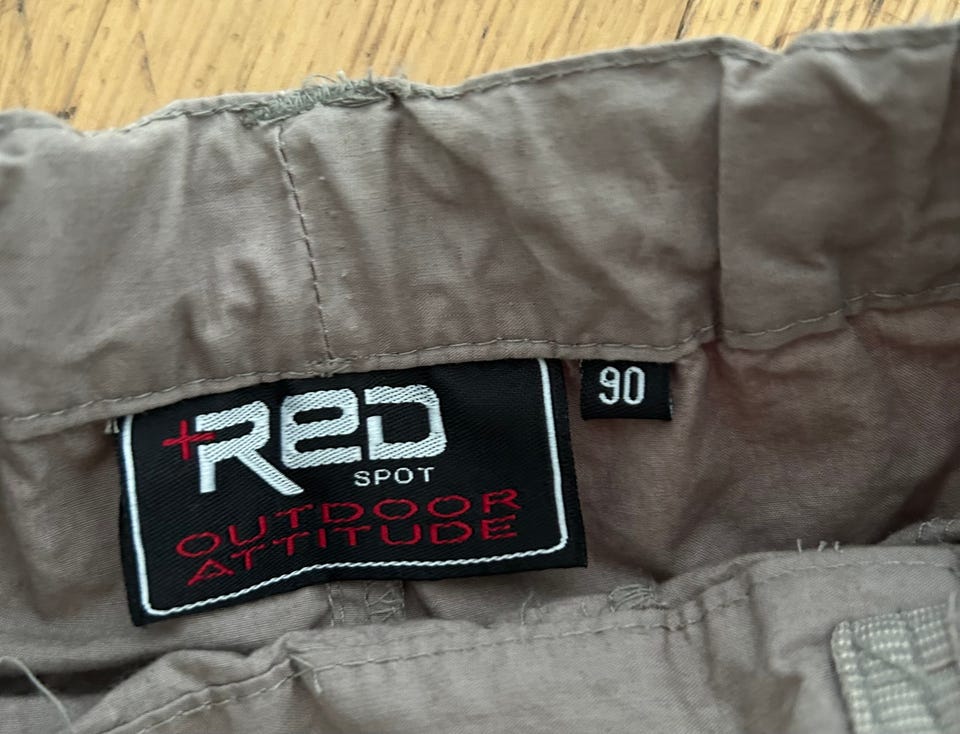 +ReD
SPOT
OUTDOOR
ATTITUDE
90